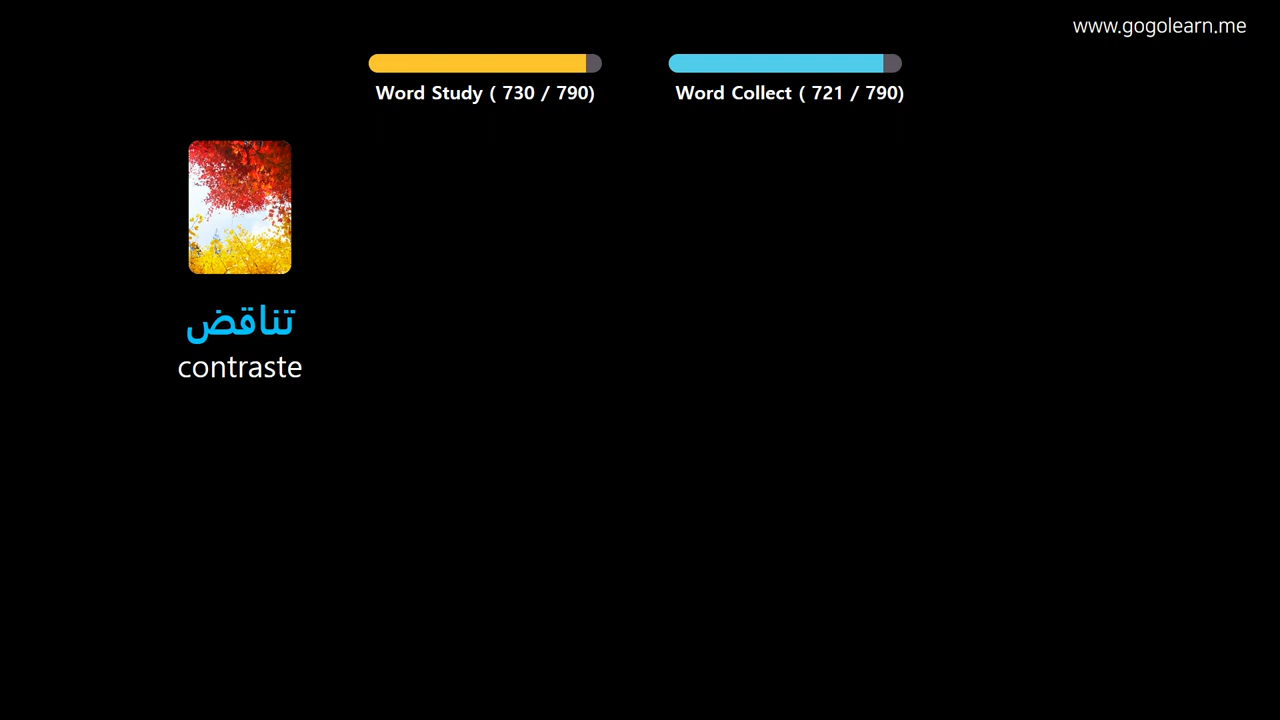 www.gogolearn.me
Word Study ( 730 / 790)
Word Collect ( 721 / 790)
تناقض
contraste